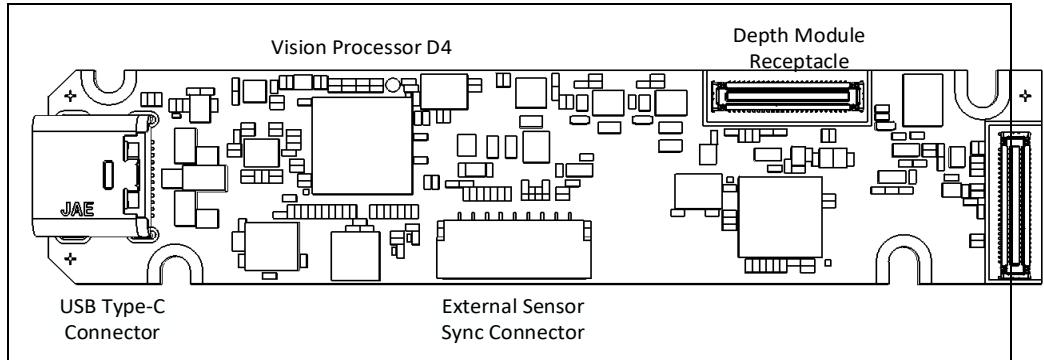 Vision Processor D4
Depth Module
Receptacle
JAE
USB Type-C
Connector
External Sensor
Sync Connector